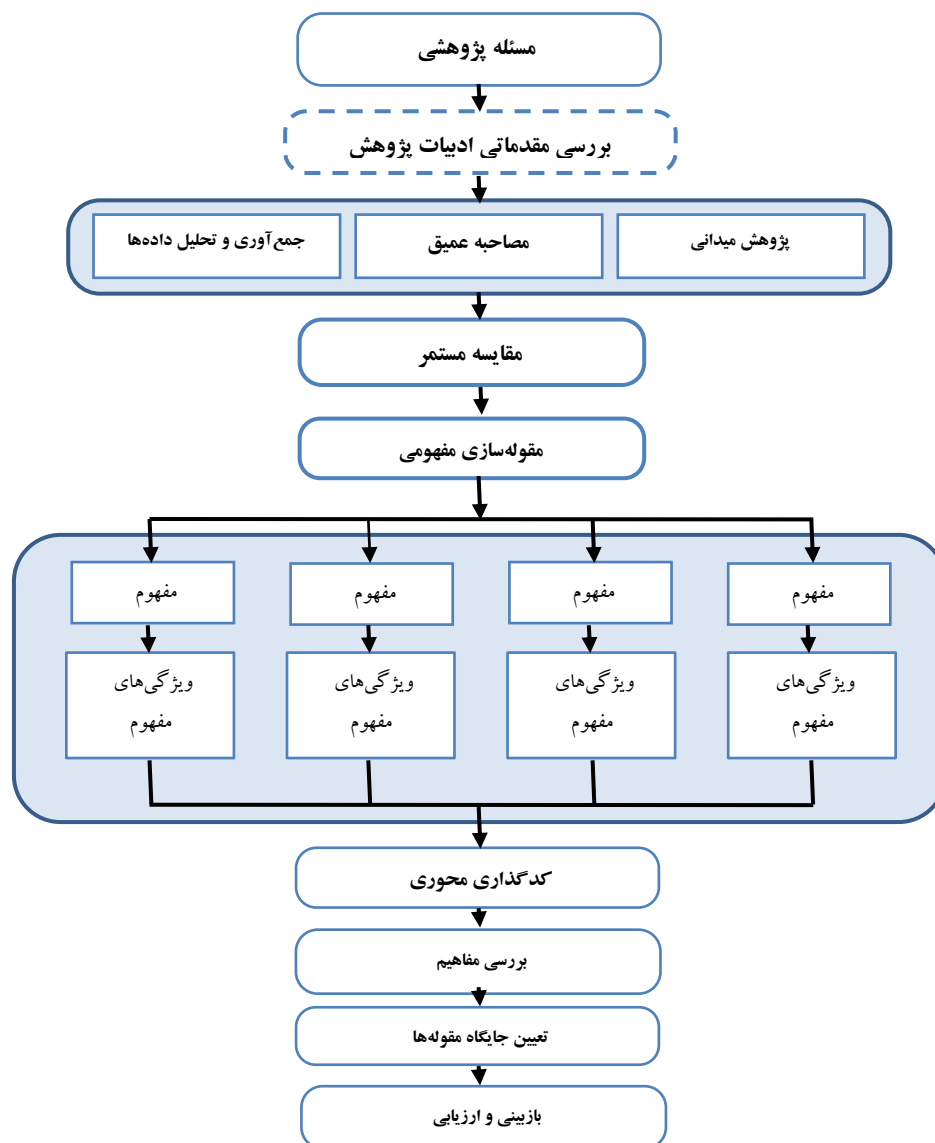 مسئله پژوهشی
بررسی مقدماتی ادبیات پژوهش
پژوهش میدانی
مصاحبه عمیق
جمع‌آوری و تحلیل داده‌ها
مقایسه مستمر
مقوله‌سازی مفهومی
مفهوم
مفهوم
مفهوم
مفهوم
ویژگی‌های
مفهوم
ویژگی‌های
مفهوم
ویژگی‌های
مفهوم
ویژگی‌های
مفهوم
کدگذاری محوری
بررسی مفاهیم
تعیین جایگاه مقوله‌ها
بازبینی و ارزیابی